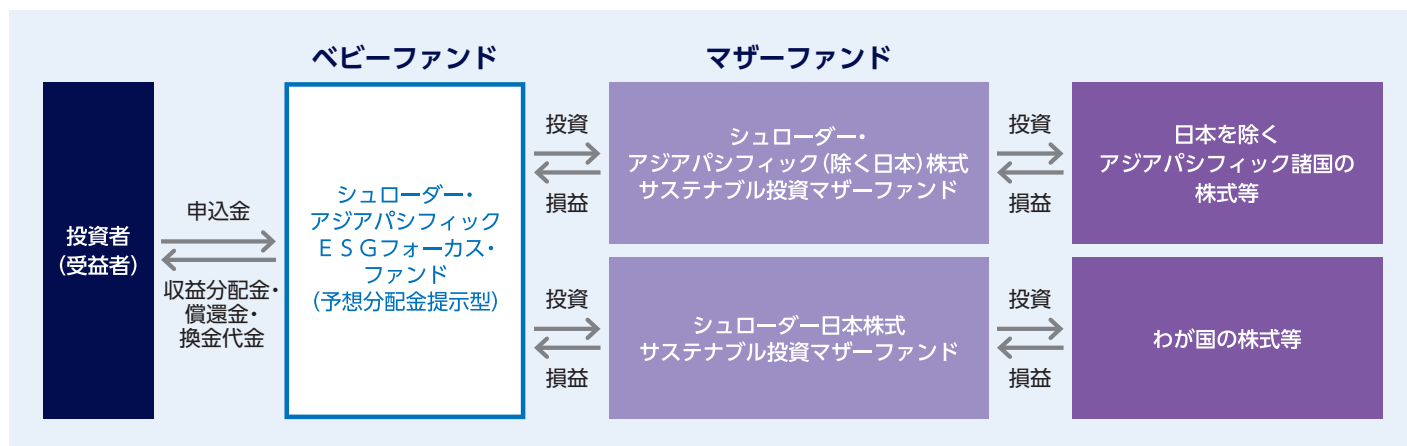 ベビーファンド
マザーファンド
投資者
(受益者)
申込金
収益分配金・
償還金・
換金代金
シュローダー・
アジアパシフィック
ＥＳＧフォーカス・
ファンド
(予想分配金提示型)
投資
損益
シュローダー・
アジアパシフィック(除く日本)株式
サステナブル投資マザーファンド
投資
損益
日本を除く
アジアパシフィック諸国の
株式等
投資
損益
シュローダー日本株式
サステナブル投資マザーファンド
投資
損益
わが国の株式等